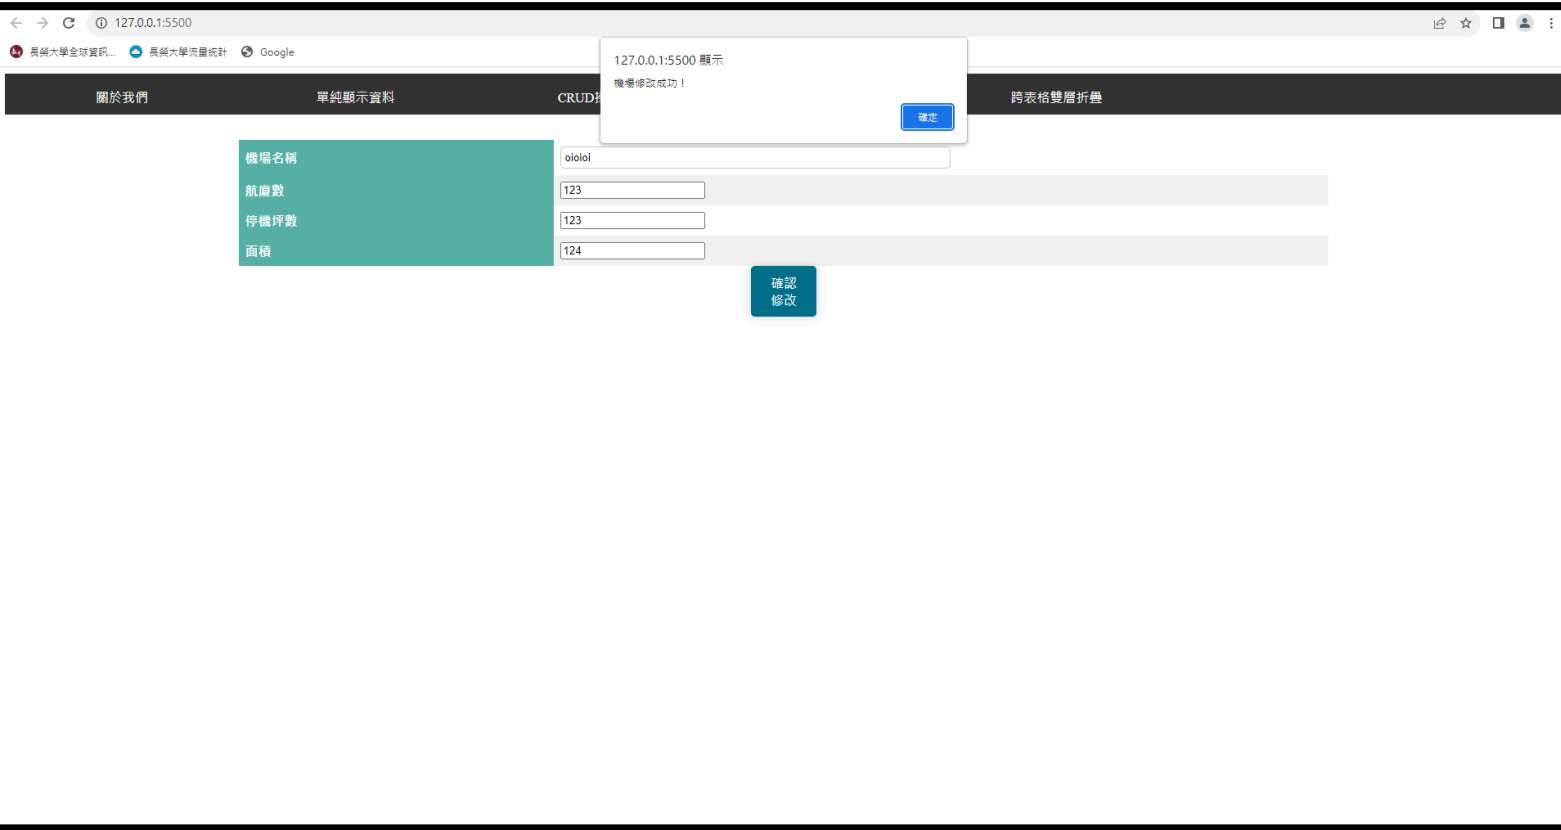 127.0.0.1:5500
長榮大學全球資訊... 長榮大學流量統計 Google
127.0.0.1:5500 顯示
機場修改成功！
確定
關於我們 單純顯示資料 CRUD 跨表格雙層折疊
機場名稱 oioioi
航廈數 123
停機坪數 123
面積 124
確認
修改